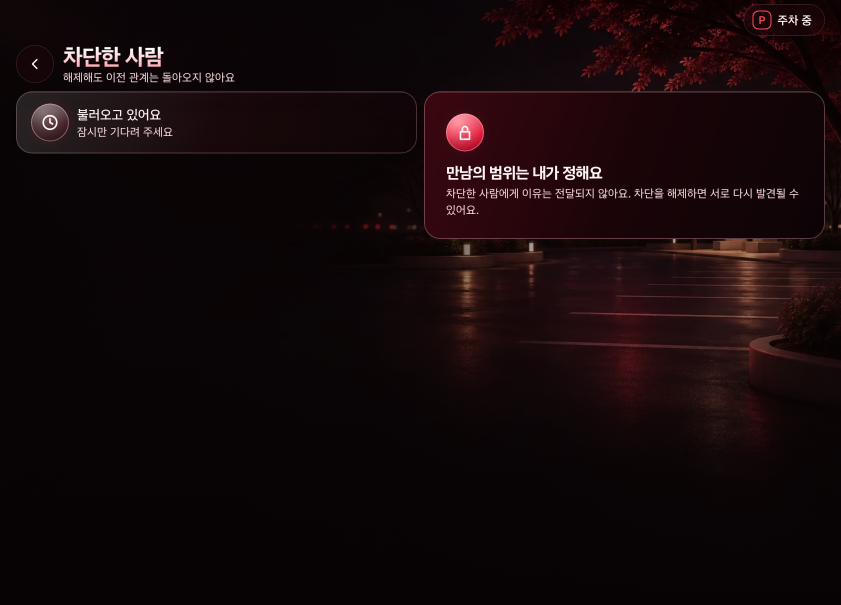 P 주차 중
차단한 사람
해제해도 이전 관계는 돌아오지 않아요
불러오고 있어요
잠시만 기다려 주세요
만남의 범위는 내가 정해요
차단한 사람에게 이유는 전달되지 않아요. 차단을 해제하면 서로 다시 발견될 수
있어요.